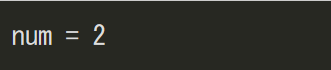 num = 2